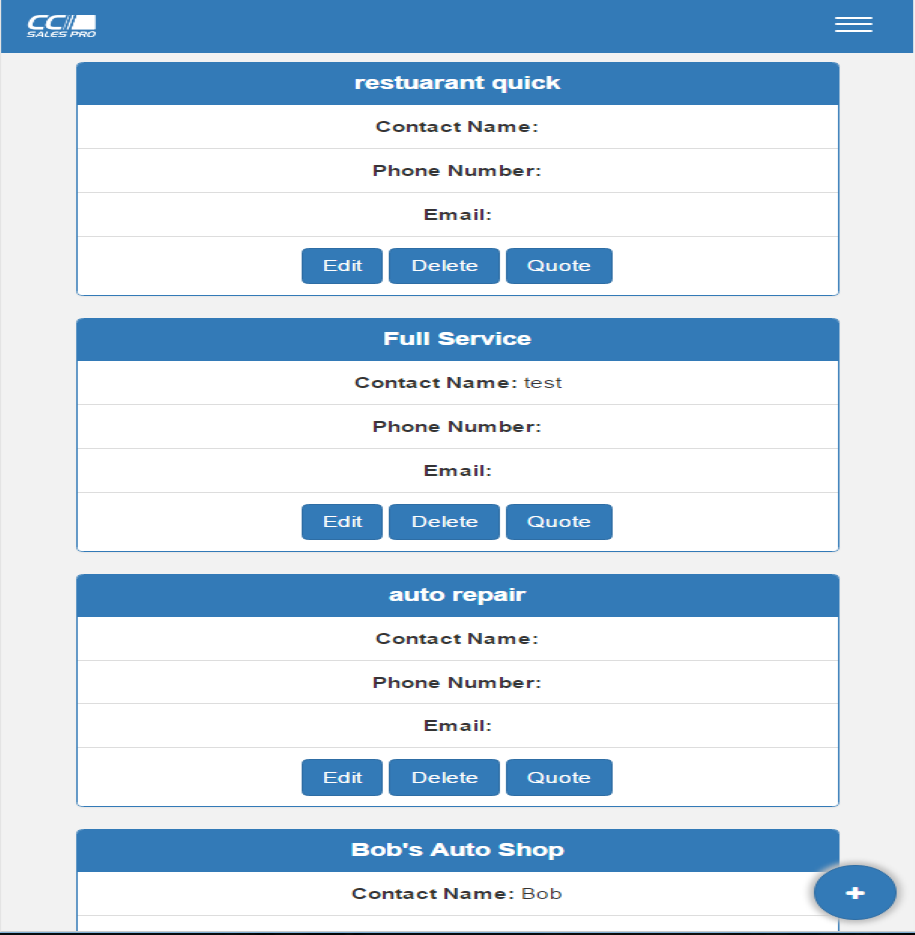 CC
SALES PRO
restuarant quick
Contact Name:
Phone Number:
Email:
Edit Delete Quote
Full Service
Contact Name: test
Phone Number:
Email:
Edit Delete Quote
auto repair
Contact Name:
Phone Number:
Email:
Edit Delete Quote
Bob's Auto Shop
Contact Name: Bob
+